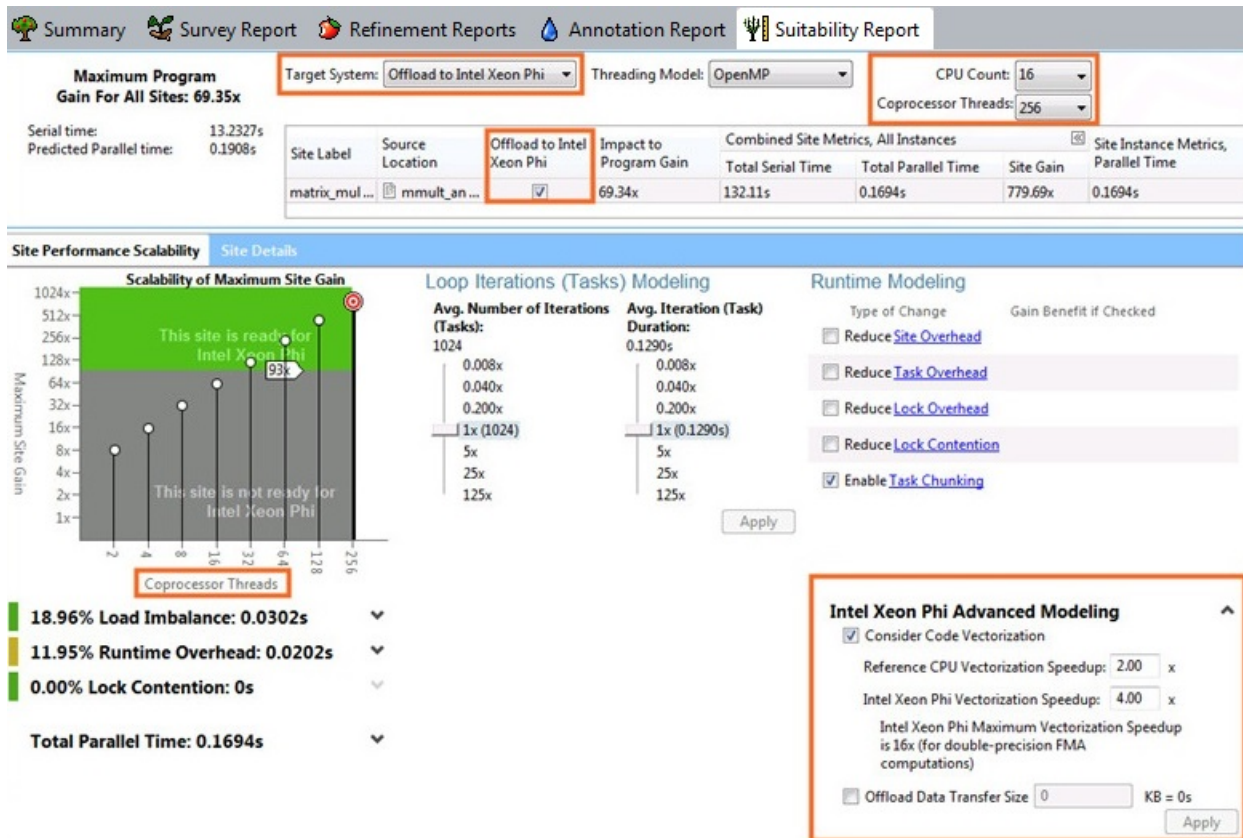 Summary Survey Report Refinement Reports Annotation Report Suitability Report
Maximum Program
Gain For All Sites: 69.35x
Serial time: 13.2327s
Predicted Parallel time: 0.1908s
Target System: Offload to Intel Xeon Phi Threading Model: OpenMP CPU Count: 16
Coprocessor Threads: 256
Site Label Source Location Offload to Intel Xeon Phi Impact to Program Gain Combined Site Metrics, All Instances Site Instance Metrics, Parallel Time
Total Serial Time Total Parallel Time Site Gain
matrix_mul ... mmult_an ... 69.34x 132.11s 0.1694s 779.69x 0.1694s
Site Performance Scalability Site Details
Scalability of Maximum Site Gain
Maximum Site Gain
1024x
512x
256x
128x
64x
32x
16x
8x
4x
2x
1x
This site is ready for
Intel Xeon Phi
93x
This site is not ready for
Intel Xeon Phi
2 4 8 16 32 64 128 256
Coprocessor Threads
18.96% Load Imbalance: 0.0302s
11.95% Runtime Overhead: 0.0202s
0.00% Lock Contention: 0s
Total Parallel Time: 0.1694s
Loop Iterations (Tasks) Modeling
Avg. Number of Iterations
(Tasks):
1024
0.008x
0.040x
0.200x
1x (1024)
5x
25x
125x
Avg. Iteration (Task)
Duration:
0.1290s
0.008x
0.040x
0.200x
1x (0.1290s)
5x
25x
125x
Apply
Runtime Modeling
Type of Change Gain Benefit if Checked
Reduce Site Overhead
Reduce Task Overhead
Reduce Lock Overhead
Reduce Lock Contention
Enable Task Chunking
Intel Xeon Phi Advanced Modeling
Consider Code Vectorization
Reference CPU Vectorization Speedup: 2.00 x
Intel Xeon Phi Vectorization Speedup: 4.00 x
Intel Xeon Phi Maximum Vectorization Speedup
is 16x (for double-precision FMA
computations)
Offload Data Transfer Size 0 KB = 0s
Apply